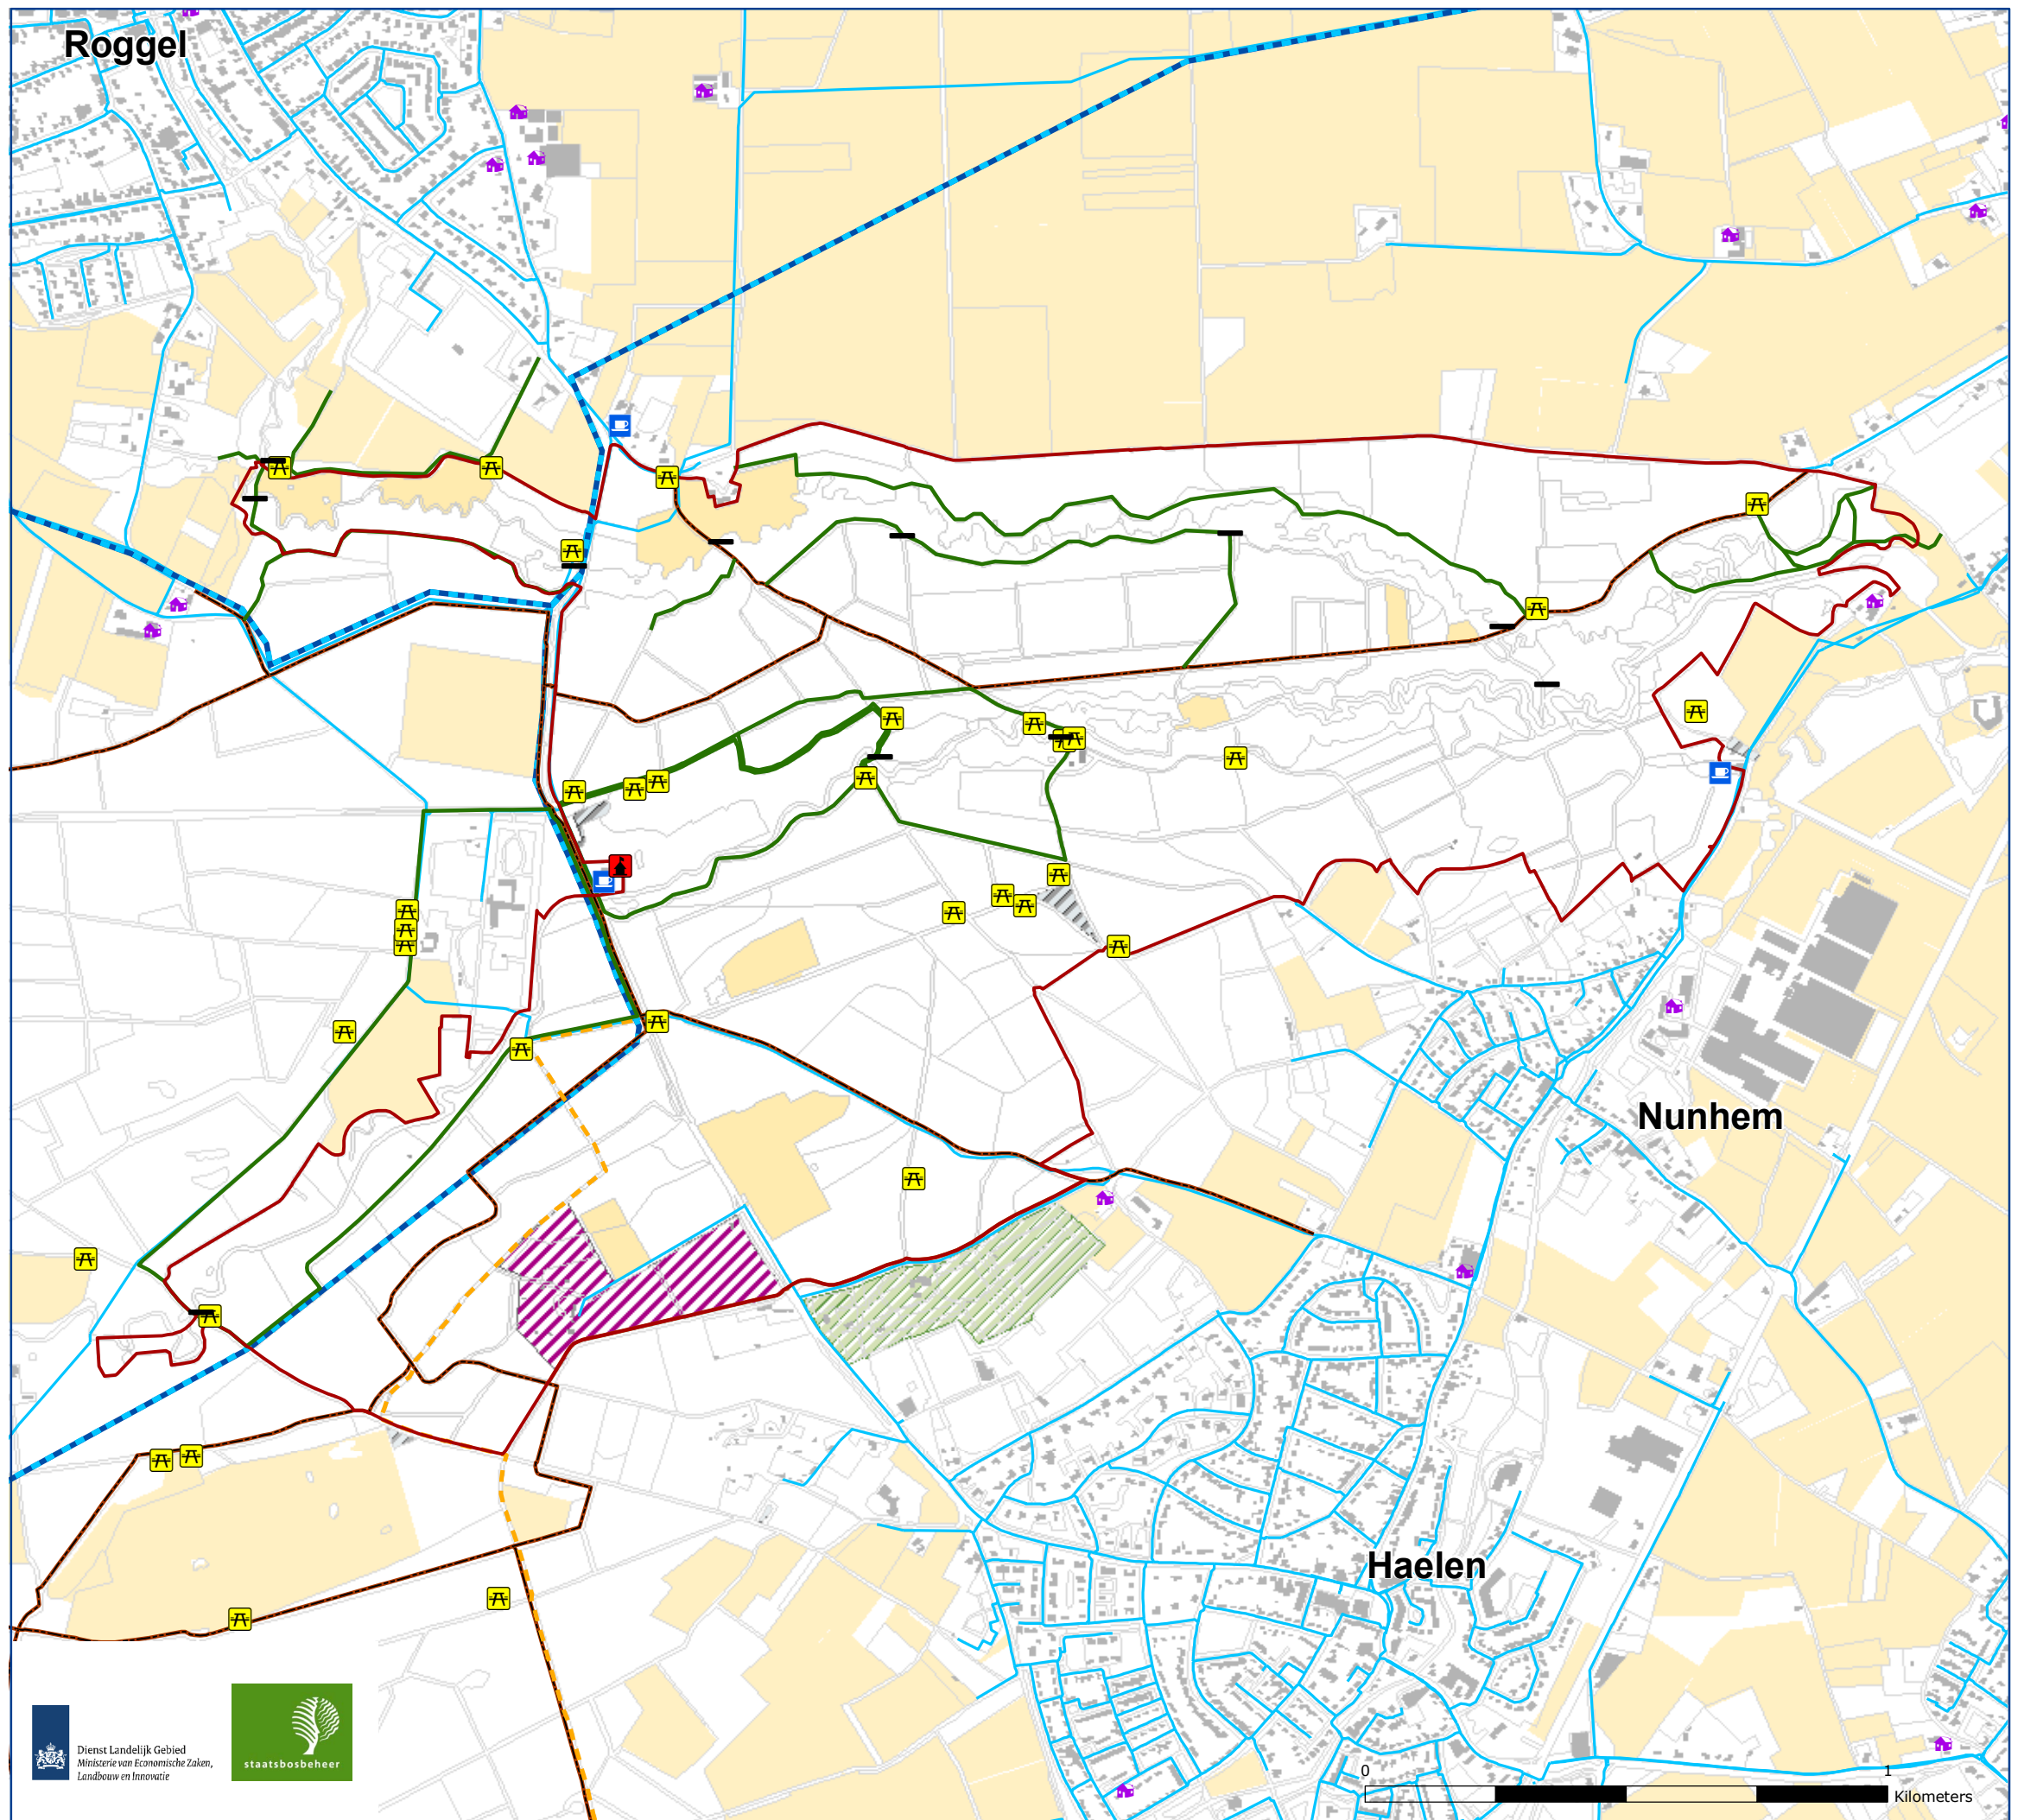 Roggel
Nunhem
Haelen
Dienst Landelijk Gebied
Ministerie van Economische Zaken,
Landbouw en Innovatie
staatsbosbeheer
0 1
Kilometers